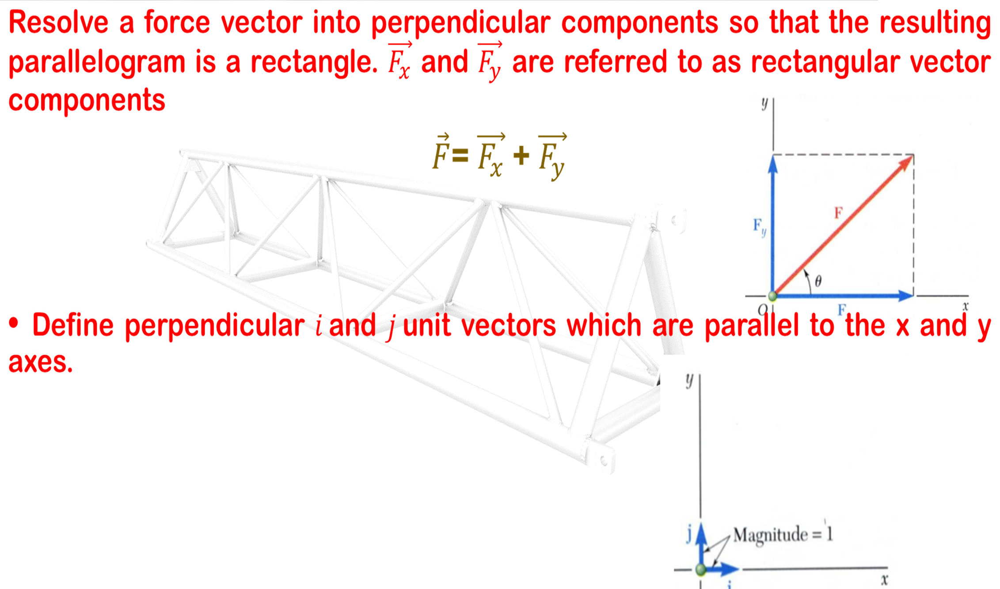 Resolve a force vector into perpendicular components so that the resulting
parallelogram is a rectangle. $\overrightarrow{F_x}$ and $\overrightarrow{F_y}$ are referred to as rectangular vector
components
$\vec{F} = \overrightarrow{F_x} + \overrightarrow{F_y}$
y
F
F_y
θ
O
F
x
• Define perpendicular i and j unit vectors which are parallel to the x and y
axes.
y
j
Magnitude = 1
x